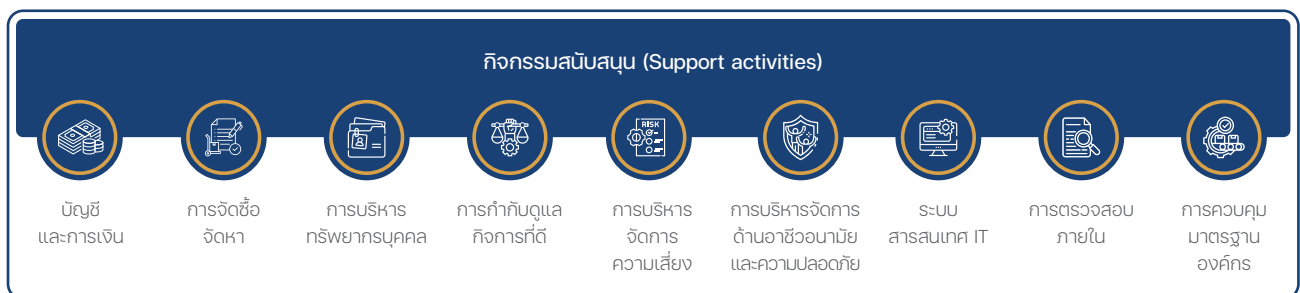 กิจกรรมสนับสนุน (Support activities)
RISK
บัญชี
และการเงิน
การจัดซื้อ
จัดหา
การบริหาร
ทรัพยากรบุคคล
การกำกับดูแล
กิจการที่ดี
การบริหาร
จัดการ
ความเสี่ยง
การบริหารจัดการ
ด้านอาชีวอนามัย
และความปลอดภัย
ระบบ
สารสนเทศ IT
การตรวจสอบ
ภายใน
การควบคุม
มาตรฐาน
องค์กร